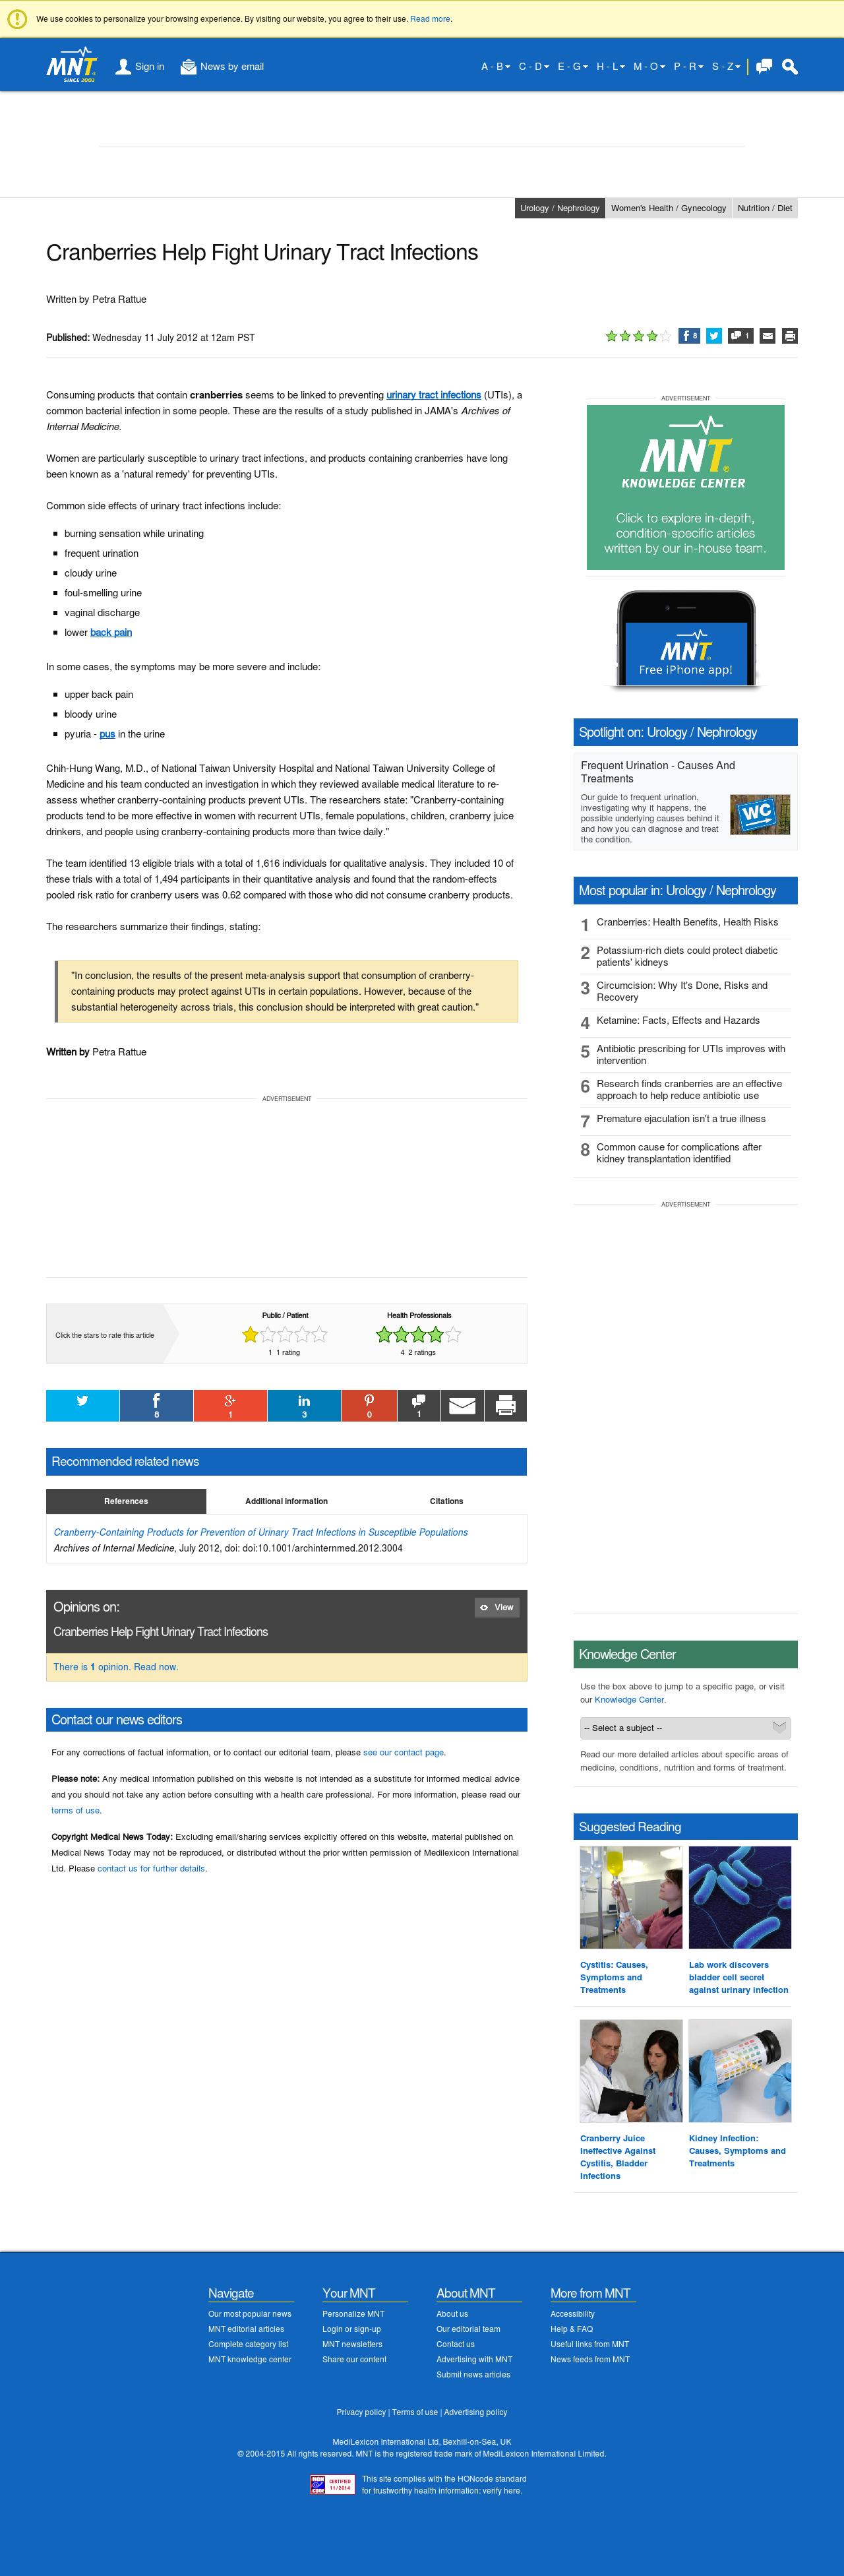 We use cookies to personalize your browsing experience. By visiting our website, you agree to their use. Read more.
MNT
SINCE 2003
Sign in
News by email
A - B
C - D
E - G
H - L
M - O
P - R
S - Z
Urology / Nephrology
Women's Health / Gynecology
Nutrition / Diet
Cranberries Help Fight Urinary Tract Infections
Written by Petra Rattue
Published: Wednesday 11 July 2012 at 12am PST
8
1
Consuming products that contain cranberries seems to be linked to preventing urinary tract infections (UTIs), a
common bacterial infection in some people. These are the results of a study published in JAMA's Archives of
Internal Medicine.
Women are particularly susceptible to urinary tract infections, and products containing cranberries have long
been known as a 'natural remedy' for preventing UTIs.
Common side effects of urinary tract infections include:
burning sensation while urinating
frequent urination
cloudy urine
foul-smelling urine
vaginal discharge
lower back pain
In some cases, the symptoms may be more severe and include:
upper back pain
bloody urine
pyuria - pus in the urine
Chih-Hung Wang, M.D., of National Taiwan University Hospital and National Taiwan University College of
Medicine and his team conducted an investigation in which they reviewed available medical literature to re-
assess whether cranberry-containing products prevent UTIs. The researchers state: "Cranberry-containing
products tend to be more effective in women with recurrent UTIs, female populations, children, cranberry juice
drinkers, and people using cranberry-containing products more than twice daily."
The team identified 13 eligible trials with a total of 1,616 individuals for qualitative analysis. They included 10 of
these trials with a total of 1,494 participants in their quantitative analysis and found that the random-effects
pooled risk ratio for cranberry users was 0.62 compared with those who did not consume cranberry products.
The researchers summarize their findings, stating:
"In conclusion, the results of the present meta-analysis support that consumption of cranberry-
containing products may protect against UTIs in certain populations. However, because of the
substantial heterogeneity across trials, this conclusion should be interpreted with great caution."
Written by Petra Rattue
ADVERTISEMENT
Click the stars to rate this article
Public / Patient
1 1 rating
Health Professionals
4 2 ratings
8
1
3
0
1
Recommended related news
References
Additional information
Citations
Cranberry-Containing Products for Prevention of Urinary Tract Infections in Susceptible Populations
Archives of Internal Medicine, July 2012, doi: doi:10.1001/archinternmed.2012.3004
Opinions on:
View
Cranberries Help Fight Urinary Tract Infections
There is 1 opinion. Read now.
Contact our news editors
For any corrections of factual information, or to contact our editorial team, please see our contact page.
Please note: Any medical information published on this website is not intended as a substitute for informed medical advice
and you should not take any action before consulting with a health care professional. For more information, please read our
terms of use.
Copyright Medical News Today: Excluding email/sharing services explicitly offered on this website, material published on
Medical News Today may not be reproduced, or distributed without the prior written permission of Medilexicon International
Ltd. Please contact us for further details.
ADVERTISEMENT
MNT
KNOWLEDGE CENTER
Click to explore in-depth,
condition-specific articles
written by our in-house team.
MNT
Free iPhone app!
Spotlight on: Urology / Nephrology
Frequent Urination - Causes And
Treatments
Our guide to frequent urination,
investigating why it happens, the
possible underlying causes behind it
and how you can diagnose and treat
the condition.
WC
Most popular in: Urology / Nephrology
1 Cranberries: Health Benefits, Health Risks
2 Potassium-rich diets could protect diabetic
patients' kidneys
3 Circumcision: Why It's Done, Risks and
Recovery
4 Ketamine: Facts, Effects and Hazards
5 Antibiotic prescribing for UTIs improves with
intervention
6 Research finds cranberries are an effective
approach to help reduce antibiotic use
7 Premature ejaculation isn't a true illness
8 Common cause for complications after
kidney transplantation identified
ADVERTISEMENT
Knowledge Center
Use the box above to jump to a specific page, or visit
our Knowledge Center.
-- Select a subject --
Read our more detailed articles about specific areas of
medicine, conditions, nutrition and forms of treatment.
Suggested Reading
Cystitis: Causes,
Symptoms and
Treatments
Lab work discovers
bladder cell secret
against urinary infection
Cranberry Juice
Ineffective Against
Cystitis, Bladder
Infections
Kidney Infection:
Causes, Symptoms and
Treatments
Navigate
Our most popular news
MNT editorial articles
Complete category list
MNT knowledge center
Your MNT
Personalize MNT
Login or sign-up
MNT newsletters
Share our content
About MNT
About us
Our editorial team
Contact us
Advertising with MNT
Submit news articles
More from MNT
Accessibility
Help & FAQ
Useful links from MNT
News feeds from MNT
Privacy policy | Terms of use | Advertising policy
MediLexicon International Ltd, Bexhill-on-Sea, UK
© 2004-2015 All rights reserved. MNT is the registered trade mark of MediLexicon International Limited.
CERTIFIED
11/2014
This site complies with the HONcode standard
for trustworthy health information: verify here.